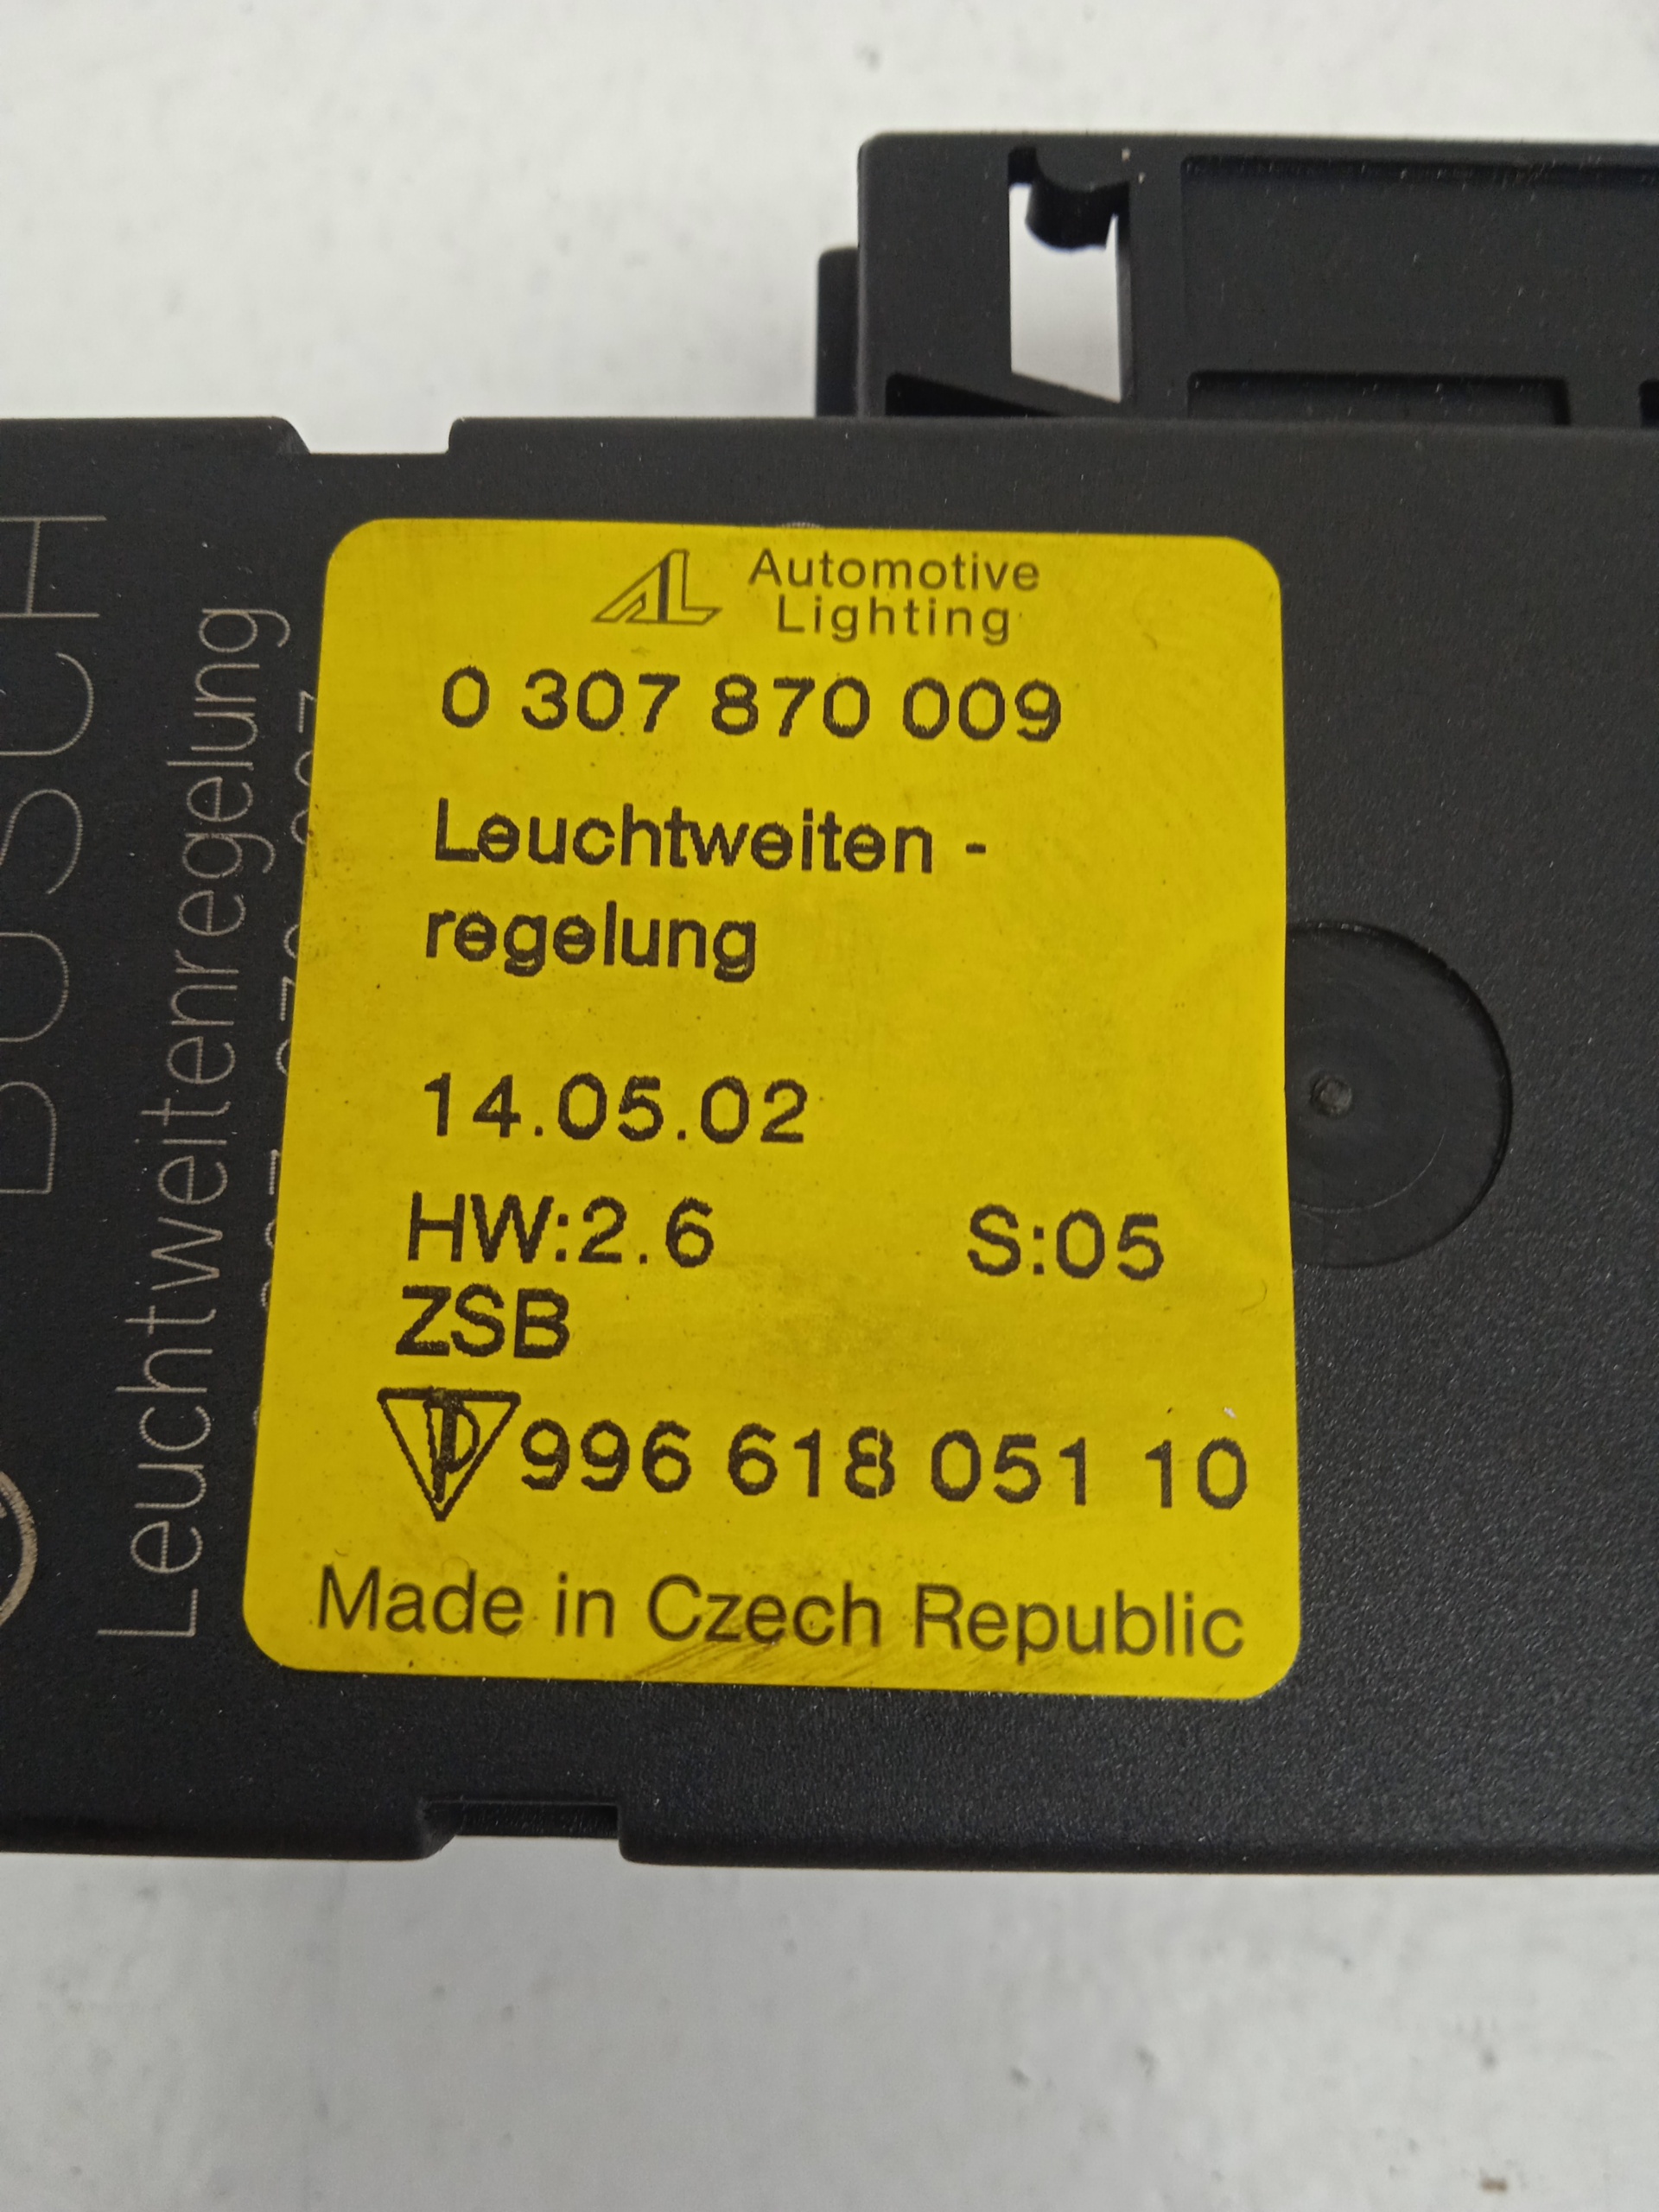 BOSCH
Leuchtweitenregelung
AL Automotive
Lighting
0 307 870 009
Leuchtweiten -
regelung
14.05.02
HW:2.6 S:05
ZSB
996 618 051 10
Made in Czech Republic